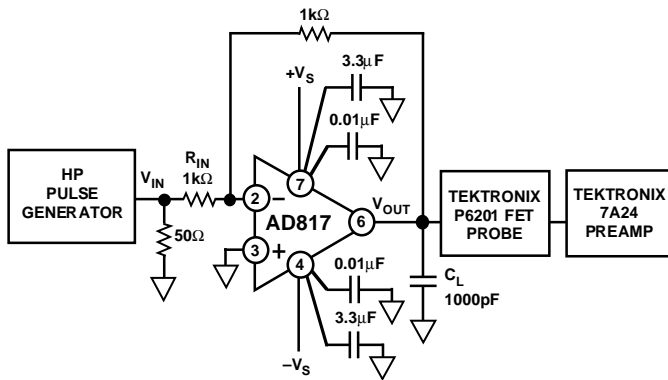 1kΩ
+VS
3.3μF
0.01μF
HP
PULSE
GENERATOR
VIN
RIN
1kΩ
50Ω
2
−
3
+
7
AD817
4
6
VOUT
TEKTRONIX
P6201 FET
PROBE
TEKTRONIX
7A24
PREAMP
0.01μF
3.3μF
−VS
CL
1000pF